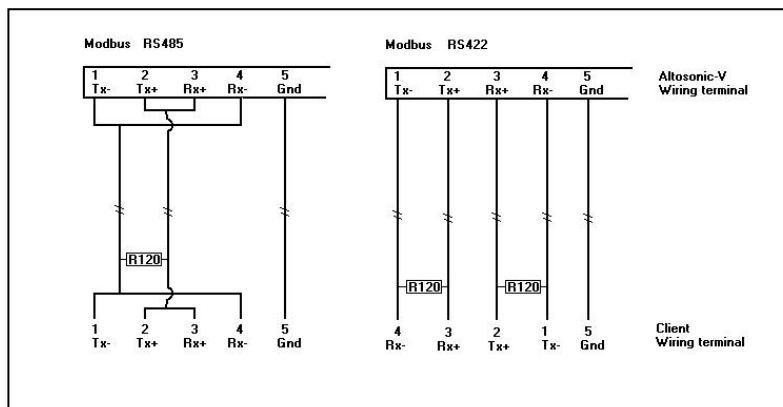 Modbus RS485
Modbus RS422
1 2 3 4 5
Tx- Tx+ Rx+ Rx- Gnd
1 2 3 4 5
Tx- Tx+ Rx+ Rx- Gnd
Altosonic-V
Wiring terminal
R120
R120 R120
1 2 3 4 5
Tx- Tx+ Rx+ Rx- Gnd
4 3 2 1 5
Rx- Rx+ Tx+ Tx- Gnd
Client
Wiring terminal